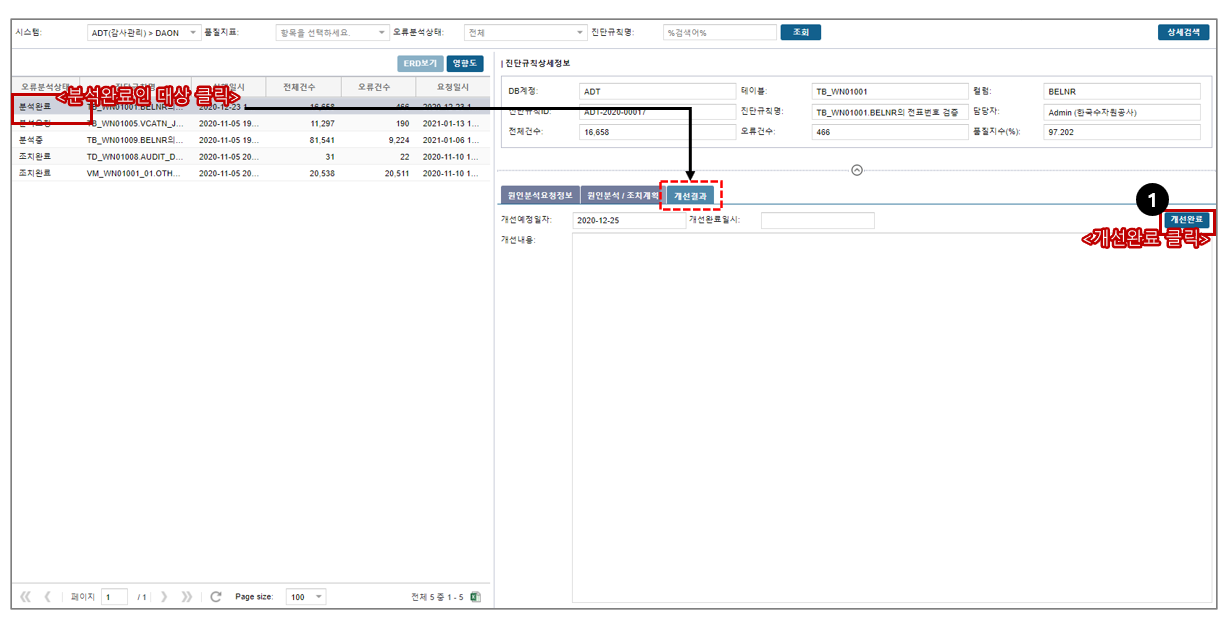 시스템: ADT(감사관리) > DAON 품질지표: 항목을 선택하세요. 오류분석상태: 전체 진단규칙명: %검색어% 조회 상세검색
ERD보기 영향도
오류분석상태 전체건수 오류건수 요청일시
<분석완료인 대상 클릭>
분석완료 TB_WN01001.BELNR의... 2020-12-23 1... 16,658 466 2020-12-23 1...
분석요청 TB_WN01005.VCATN_J... 2020-11-05 19... 11,297 190 2021-01-13 1...
분석중 TB_WN01009.BELNR의... 2020-11-05 19... 81,541 9,224 2021-01-06 1...
조치완료 TD_WN01008.AUDIT_D... 2020-11-05 20... 31 22 2020-11-10 1...
조치완료 VM_WN01001_01.OTH... 2020-11-05 20... 20,538 20,511 2020-11-10 1...
페이지 1 / 1 Page size: 100 전체 5 중 1 - 5
진단규칙상세정보
DB계정: ADT 테이블: TB_WN01001 컬럼: BELNR
진단규칙ID: ADT-2020-00017 진단규칙명: TB_WN01001.BELNR의 전표번호 검증 담당자: Admin (한국수자원공사)
전체건수: 16,658 오류건수: 466 품질지수(%): 97.202
원인분석요청정보 원인분석 / 조치계획 개선결과
1
개선예정일자: 2020-12-25 개선완료일시: 개선완료
<개선완료 클릭>
개선내용: